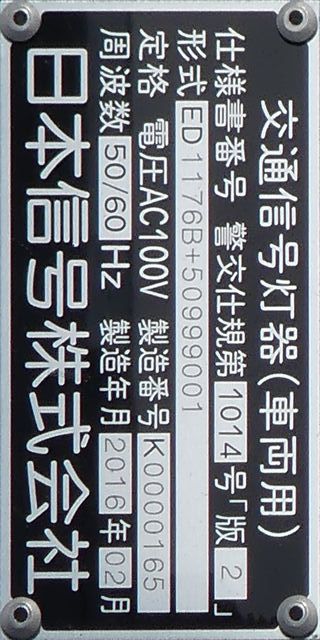 交通信号灯器(車両用)
仕様書番号 警交仕規第1014号「版2」
形式 ED1176B+50999001
定格 電圧AC100V 製造番号 K0000165
周波数 50/60Hz 製造年月 2016年02月
日本信号株式会社